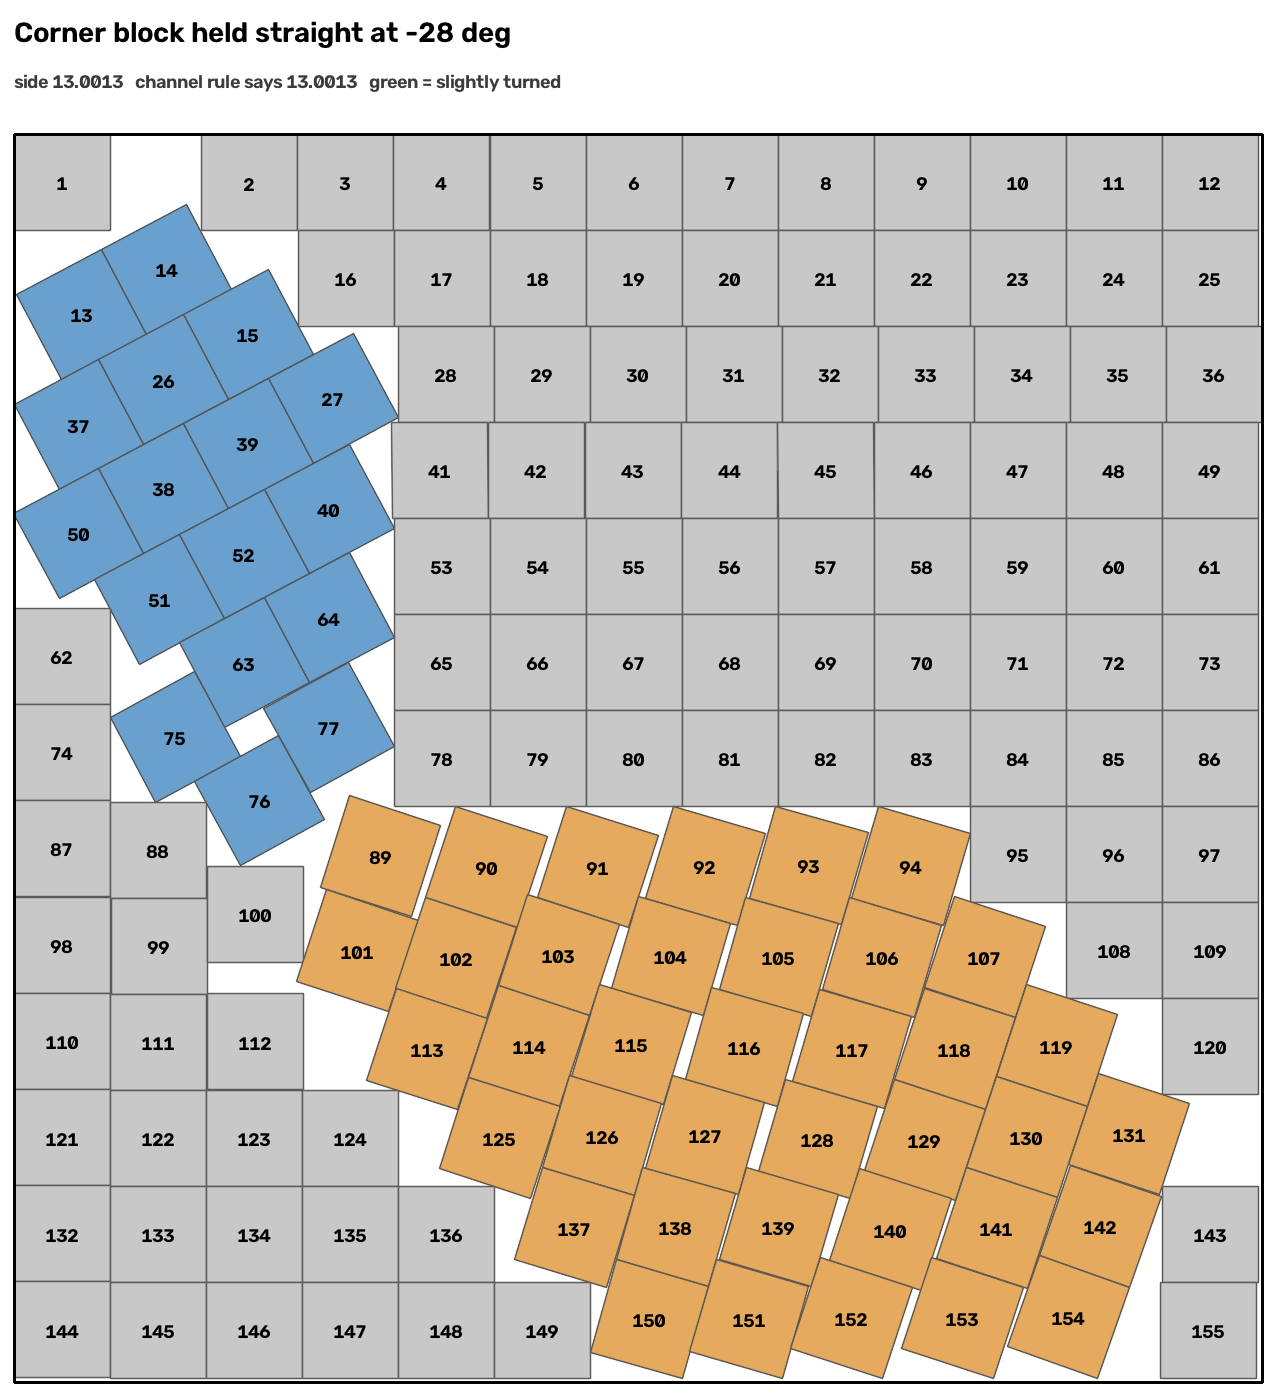 Corner block held straight at -28 deg
side 13.0013 channel rule says 13.0013 green = slightly turned
1 2 3 4 5 6 7 8 9 10 11 12
13 14 15 16 17 18 19 20 21 22 23 24 25
26 27 28 29 30 31 32 33 34 35 36
37 38 39 40 41 42 43 44 45 46 47 48 49
50 51 52 53 54 55 56 57 58 59 60 61
62 63 64 65 66 67 68 69 70 71 72 73
74 75 76 77 78 79 80 81 82 83 84 85 86
87 88 89 90 91 92 93 94 95 96 97
98 99 100 101 102 103 104 105 106 107 108 109
110 111 112 113 114 115 116 117 118 119 120
121 122 123 124 125 126 127 128 129 130 131
132 133 134 135 136 137 138 139 140 141 142 143
144 145 146 147 148 149 150 151 152 153 154 155